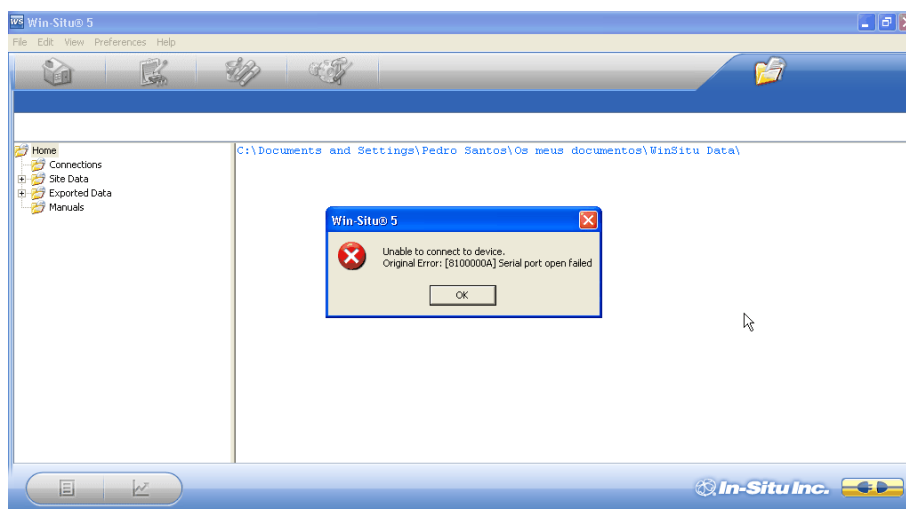 Win-Situ® 5
File Edit View Preferences Help
Home
Connections
Site Data
Exported Data
Manuals
C:\Documents and Settings\Pedro Santos\Os meus documentos\WinSitu Data\
Win-Situ® 5
Unable to connect to device.
Original Error: [8100000A] Serial port open failed
OK
In-Situ Inc.